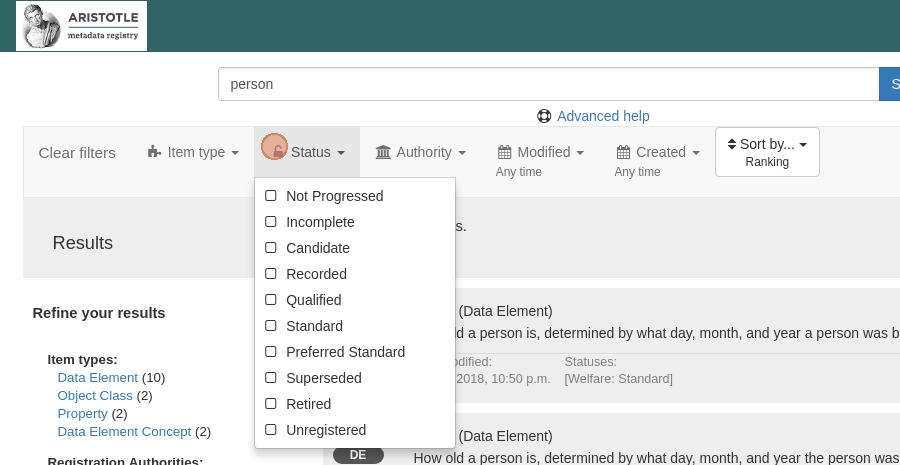 ARISTOTLE
metadata registry
person
S
Advanced help
Clear filters
Item type
Status
Authority
Modified
Any time
Created
Any time
Sort by...
Ranking
Not Progressed
Incomplete
Candidate
Recorded
Qualified
Standard
Preferred Standard
Superseded
Retired
Unregistered
s.
Results
Refine your results
Item types:
Data Element (10)
Object Class (2)
Property (2)
Data Element Concept (2)
Registration Authorities:
(Data Element)
old a person is, determined by what day, month, and year a person was b
odified:
Statuses:
2018, 10:50 p.m.
[Welfare: Standard]
(Data Element)
DE
How old a person is, determined by what day, month, and year the person was